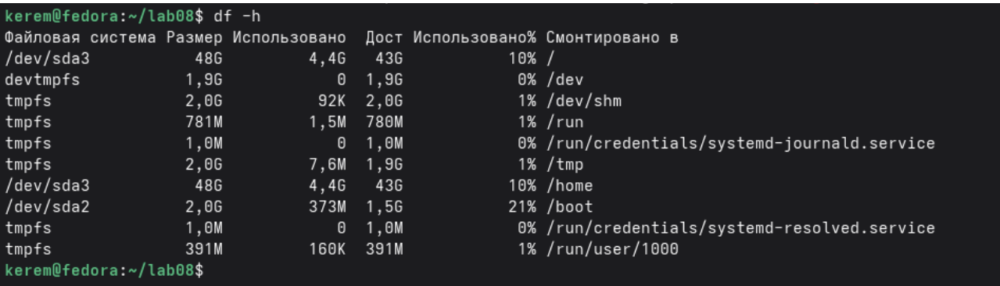 kerem@fedora:~/lab08$ df -h
Файловая система Размер Использовано Дост Использовано% Смонтировано в
/dev/sda3 48G 4,4G 43G 10% /
devtmpfs 1,9G 0 1,9G 0% /dev
tmpfs 2,0G 92K 2,0G 1% /dev/shm
tmpfs 781M 1,5M 780M 1% /run
tmpfs 1,0M 0 1,0M 0% /run/credentials/systemd-journald.service
tmpfs 2,0G 7,6M 1,9G 1% /tmp
/dev/sda3 48G 4,4G 43G 10% /home
/dev/sda2 2,0G 373M 1,5G 21% /boot
tmpfs 1,0M 0 1,0M 0% /run/credentials/systemd-resolved.service
tmpfs 391M 160K 391M 1% /run/user/1000
kerem@fedora:~/lab08$